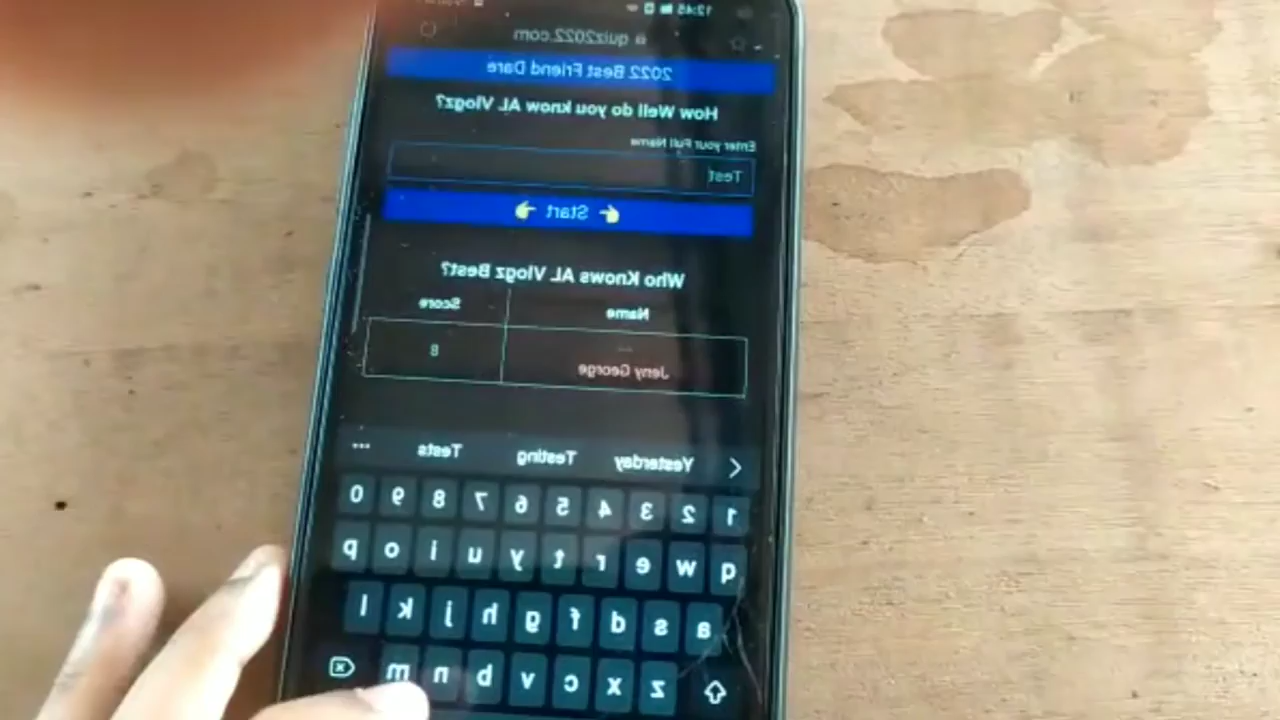 12:45
quiz2022.com
2022 Best Friend Dare
How Well do you know AL Vlogz?
Enter your Full Name
Test
👉 Start 👈
Who Knows AL Vlogz Best?
Name Score
Jeny George 8
Yesterday Testing Tests ...
1 2 3 4 5 6 7 8 9 0
q w e r t y u i o p
a s d f g h j k l
z x c v b n m